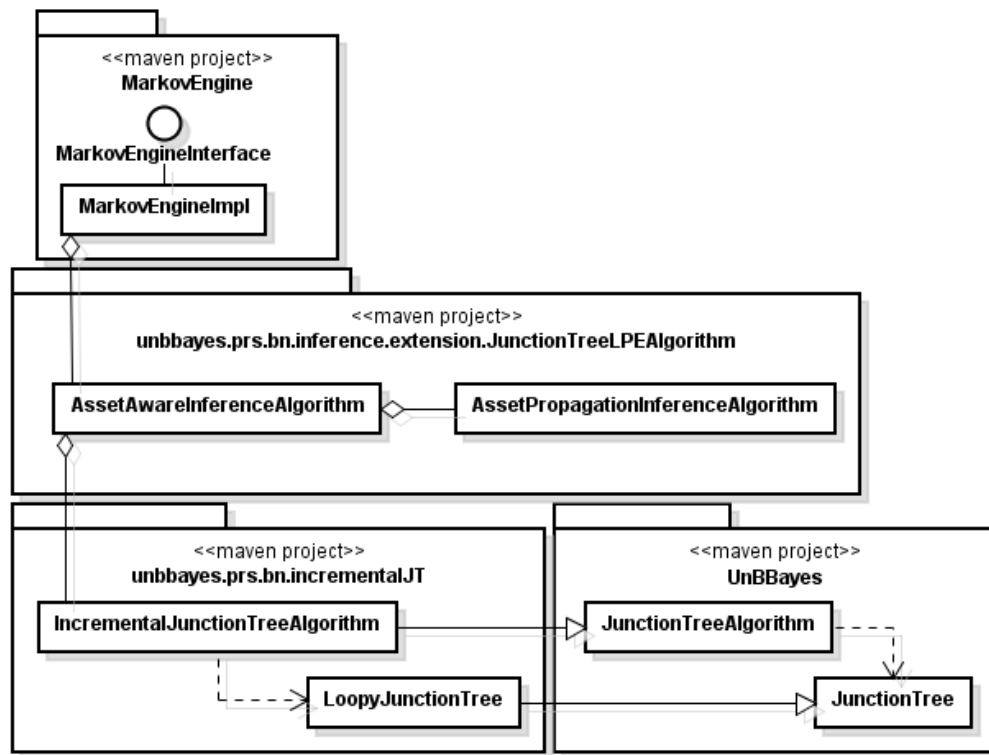 <<maven project>>
MarkovEngine
MarkovEngineInterface
MarkovEngineImpl
<<maven project>>
unbbayes.prs.bn.inference.extension.JunctionTreeLPEAlgorithm
AssetAwareInferenceAlgorithm
AssetPropagationInferenceAlgorithm
<<maven project>>
unbbayes.prs.bn.incrementalJT
<<maven project>>
UnBBayes
IncrementalJunctionTreeAlgorithm
JunctionTreeAlgorithm
LoopyJunctionTree
JunctionTree